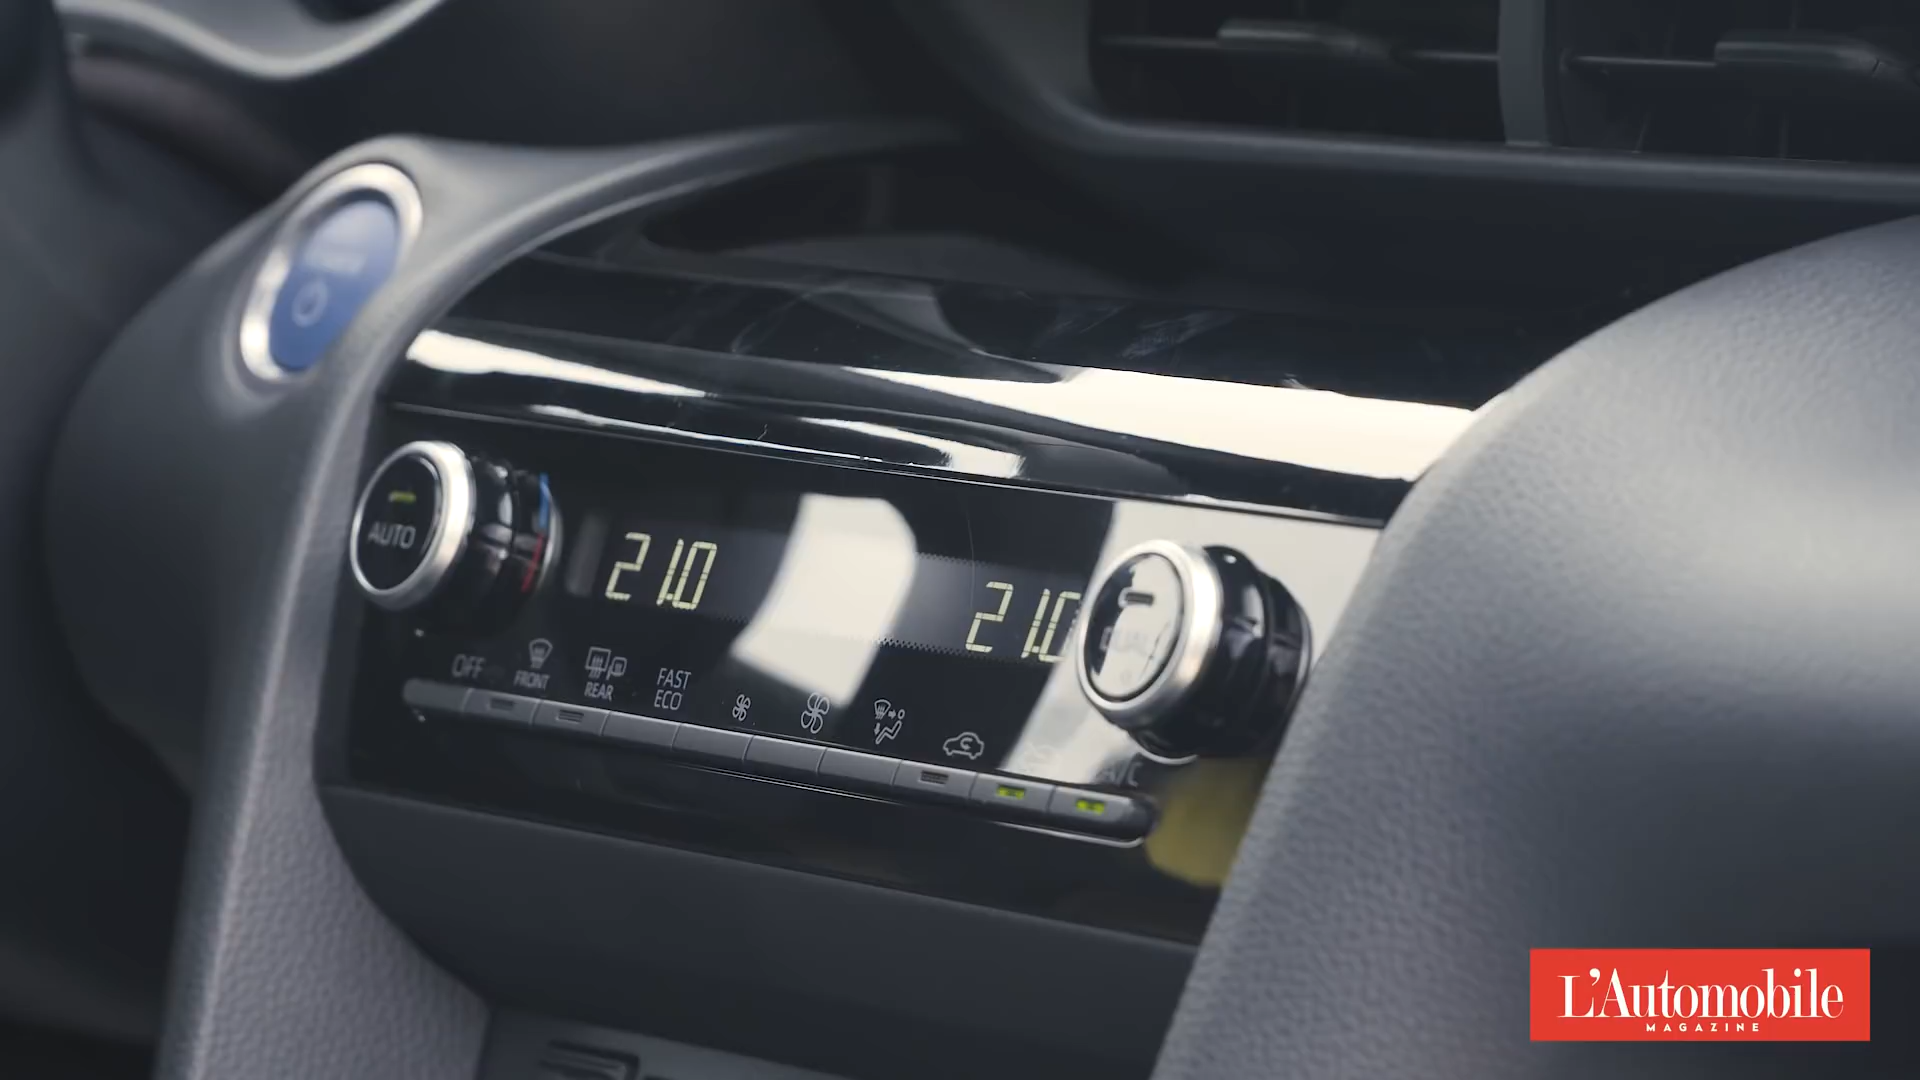 AUTO
21.0
21.0
OFF
FRONT
REAR
FAST
ECO
A/C
L'Automobile
MAGAZINE